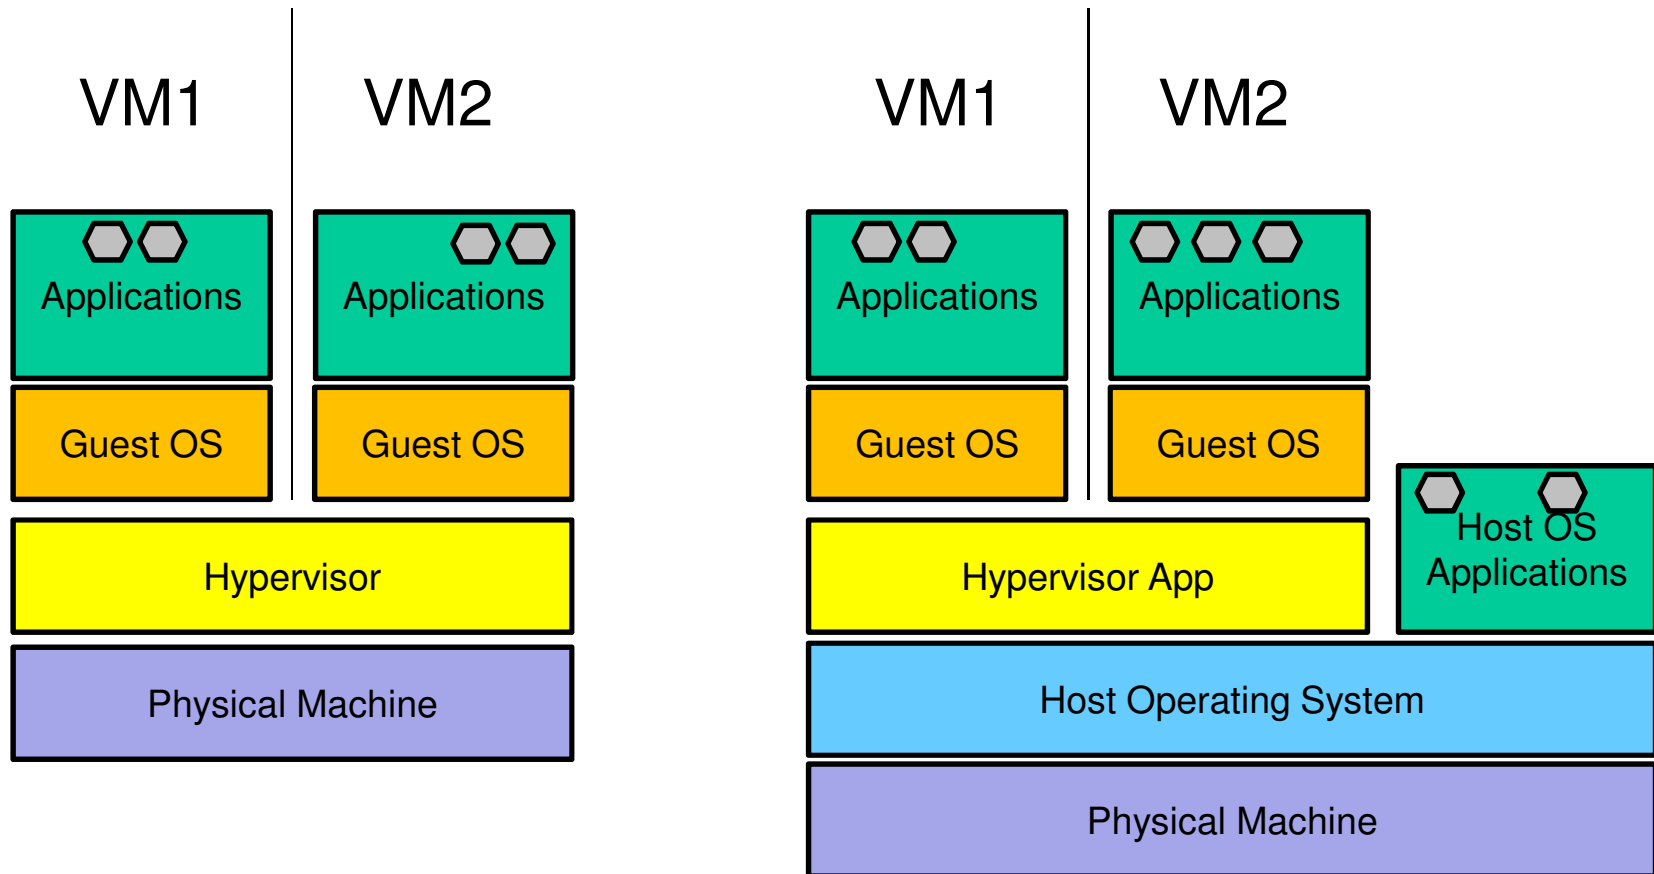 VM1
VM2
Applications
Applications
Guest OS
Guest OS
Hypervisor
Physical Machine
VM1
VM2
Applications
Applications
Guest OS
Guest OS
Hypervisor App
Host OS
Applications
Host Operating System
Physical Machine